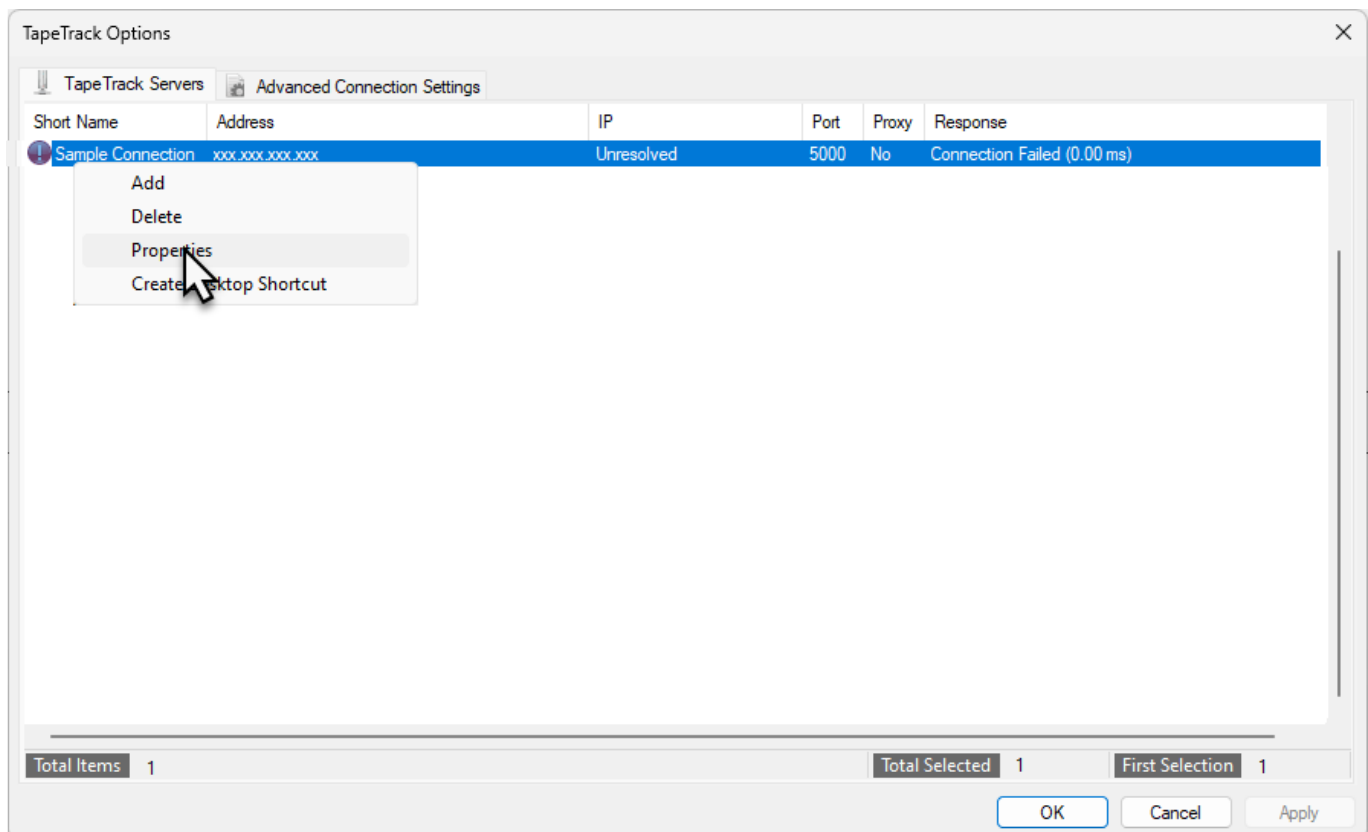 TapeTrack Options
TapeTrack Servers Advanced Connection Settings
Short Name Address IP Port Proxy Response
Sample Connection xxx.xxx.xxx.xxx Unresolved 5000 No Connection Failed (0.00 ms)
Add
Delete
Properties
Create Desktop Shortcut
Total Items 1 Total Selected 1 First Selection 1
OK Cancel Apply